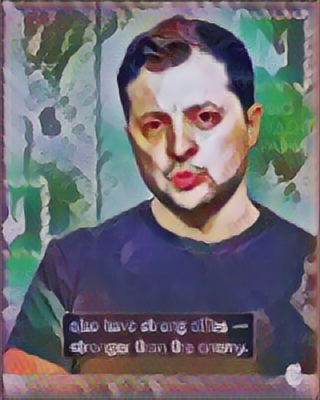 also have strong allies —
stronger than the enemy.